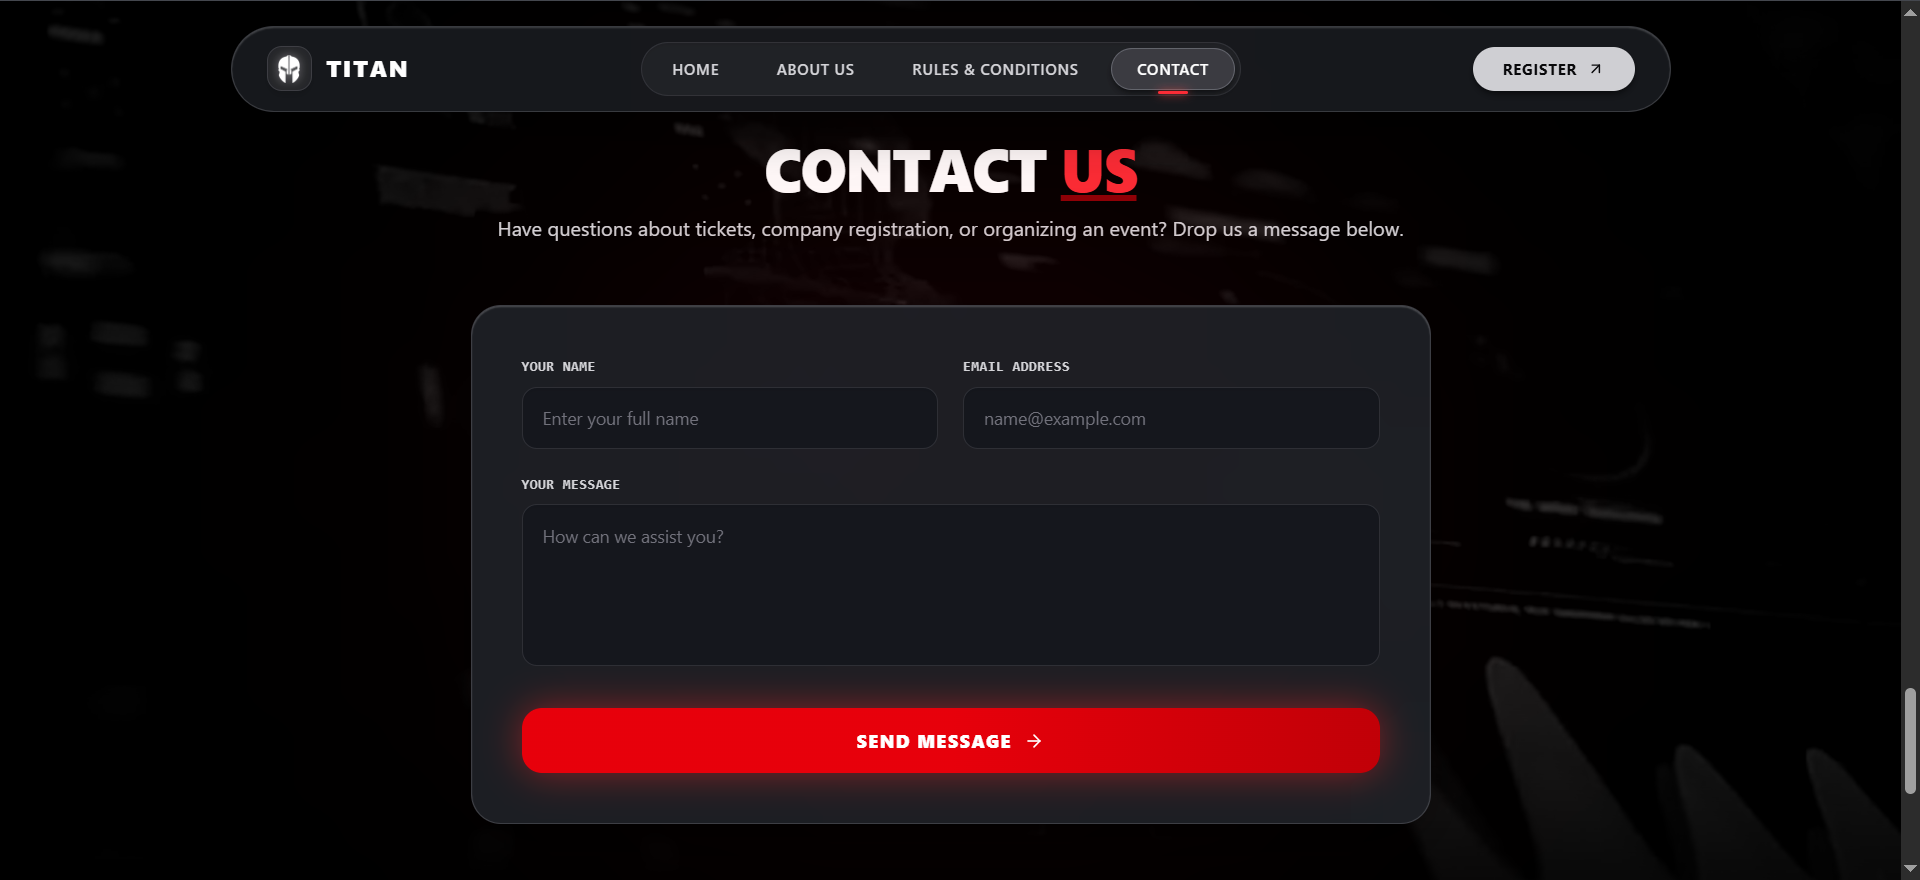 TITAN
HOME
ABOUT US
RULES & CONDITIONS
CONTACT
REGISTER
CONTACT US
Have questions about tickets, company registration, or organizing an event? Drop us a message below.
YOUR NAME
EMAIL ADDRESS
Enter your full name
name@example.com
YOUR MESSAGE
How can we assist you?
SEND MESSAGE →